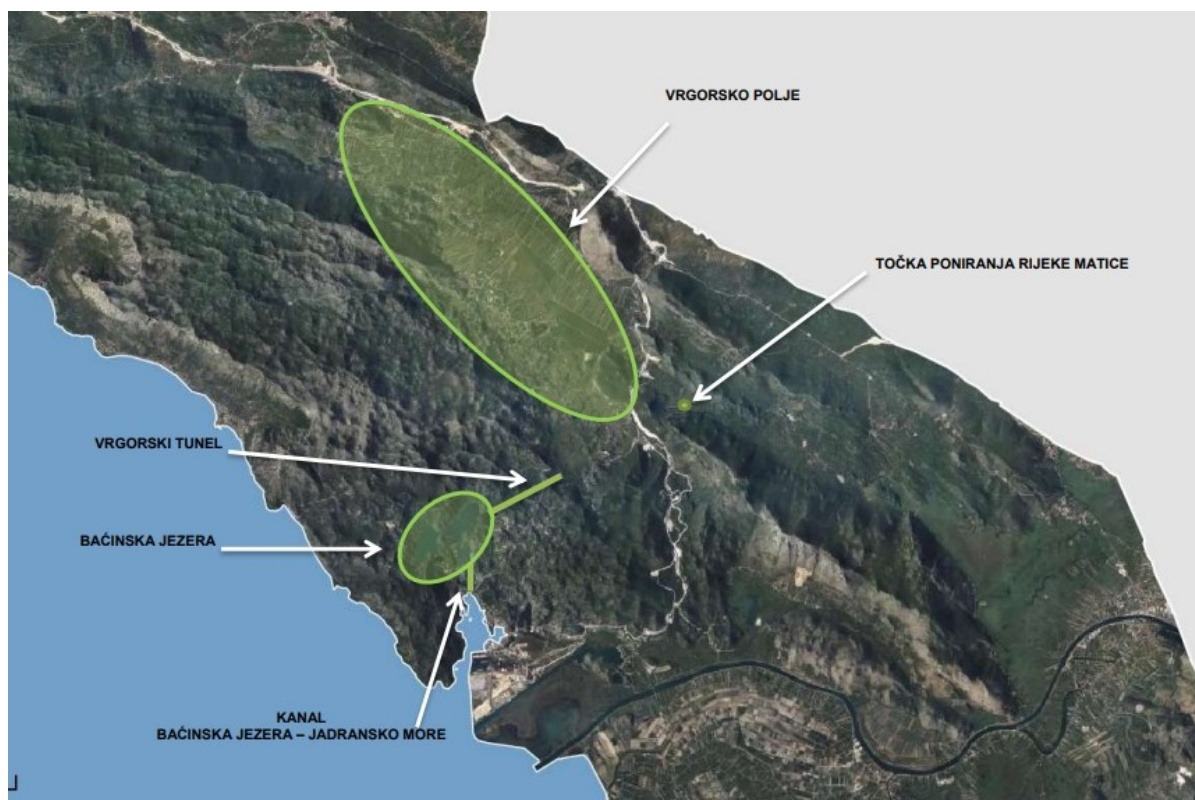 VRGORSKO POLJE
TOČKA PONIRANJA RIJEKE MATICE
VRGORSKI TUNEL
BAĆINSKA JEZERA
KANAL
BAĆINSKA JEZERA – JADRANSKO MORE